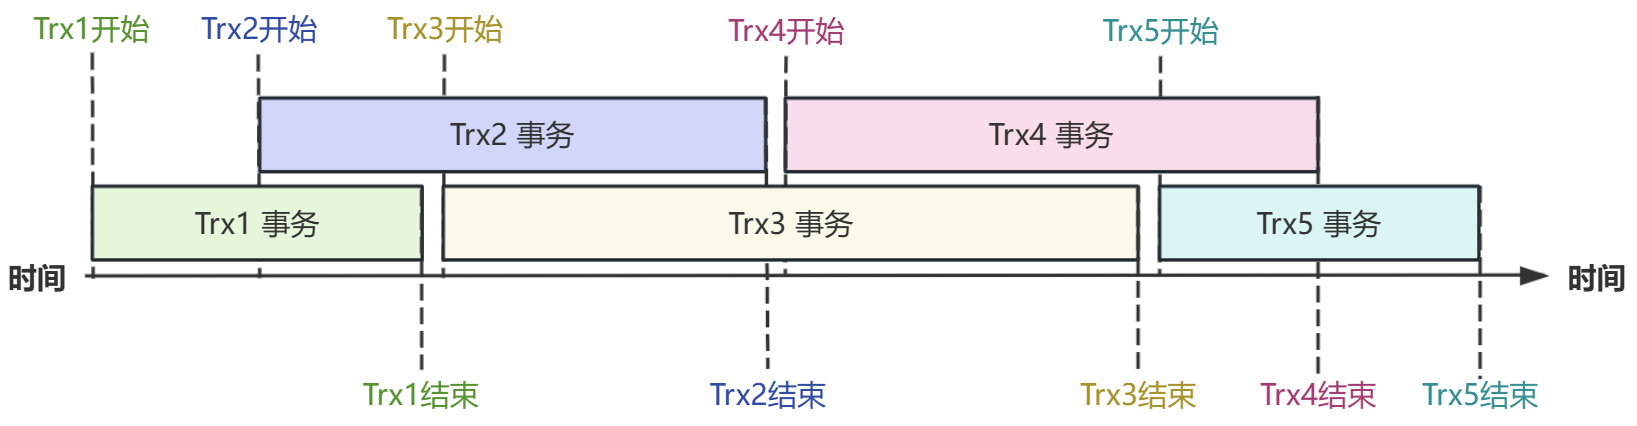 Trx1开始
Trx2开始
Trx3开始
Trx4开始
Trx5开始
Trx2 事务
Trx4 事务
Trx1 事务
Trx3 事务
Trx5 事务
时间
时间
Trx1结束
Trx2结束
Trx3结束
Trx4结束
Trx5结束